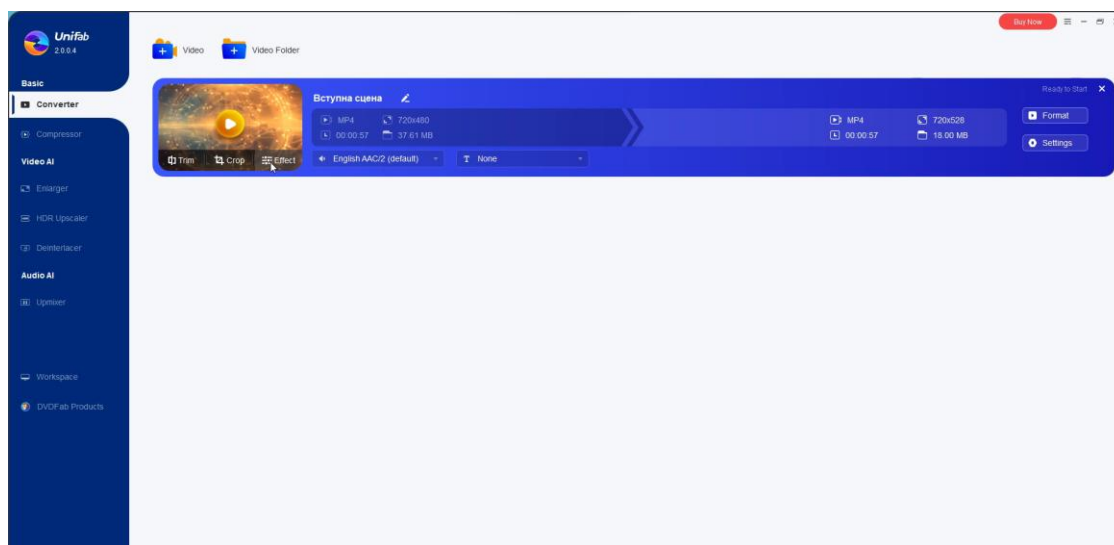 Unifab
2.0.0.4
Buy Now
Video
Video Folder
Basic
Converter
Compressor
Video AI
Enlarger
HDR Upscaler
Deinterlacer
Audio AI
Upmixer
Workspace
DVDFab Products
Вступна сцена
Ready to Start
MP4 720x480
00:00:57 37.61 MB
MP4 720x528
00:00:57 18.00 MB
Format
Settings
Trim Crop Effect
English AAC/2 (default)
T None